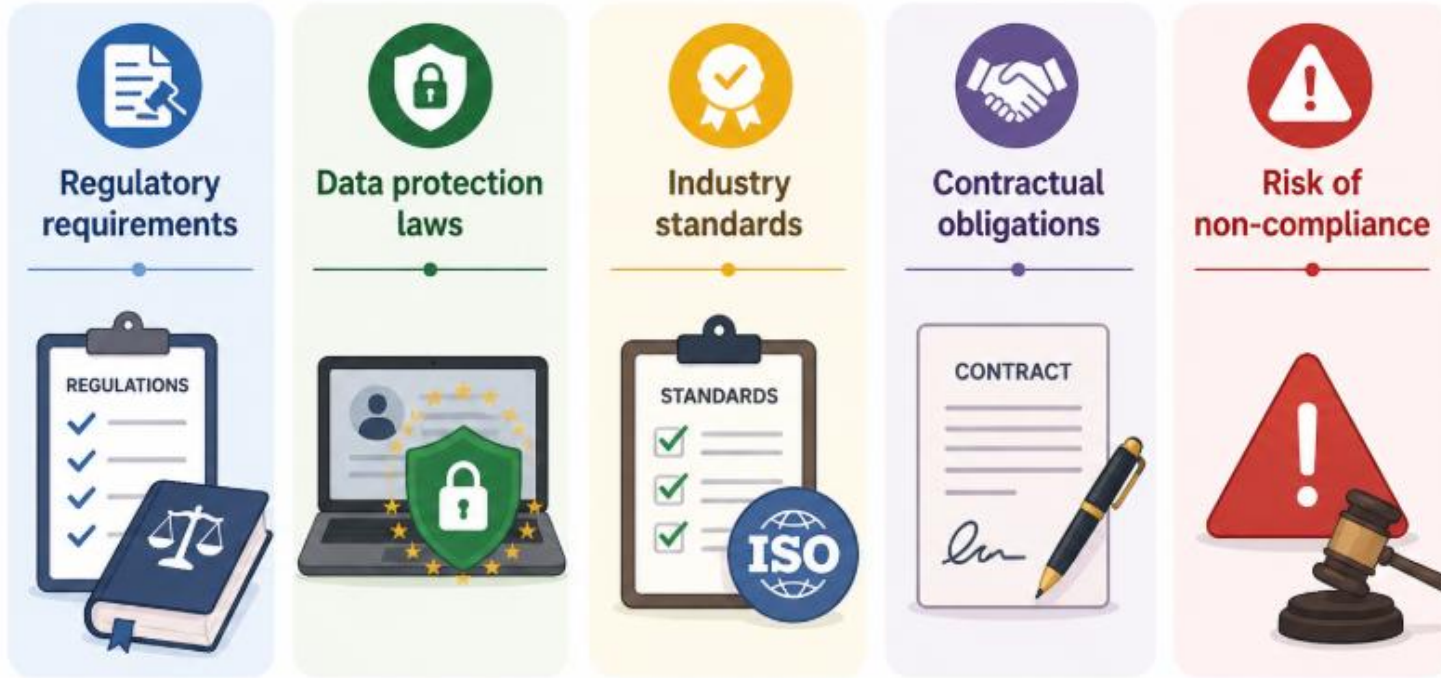 Regulatory
requirements
REGULATIONS
Data protection
laws
Industry
standards
STANDARDS
ISO
Contractual
obligations
CONTRACT
Risk of
non-compliance